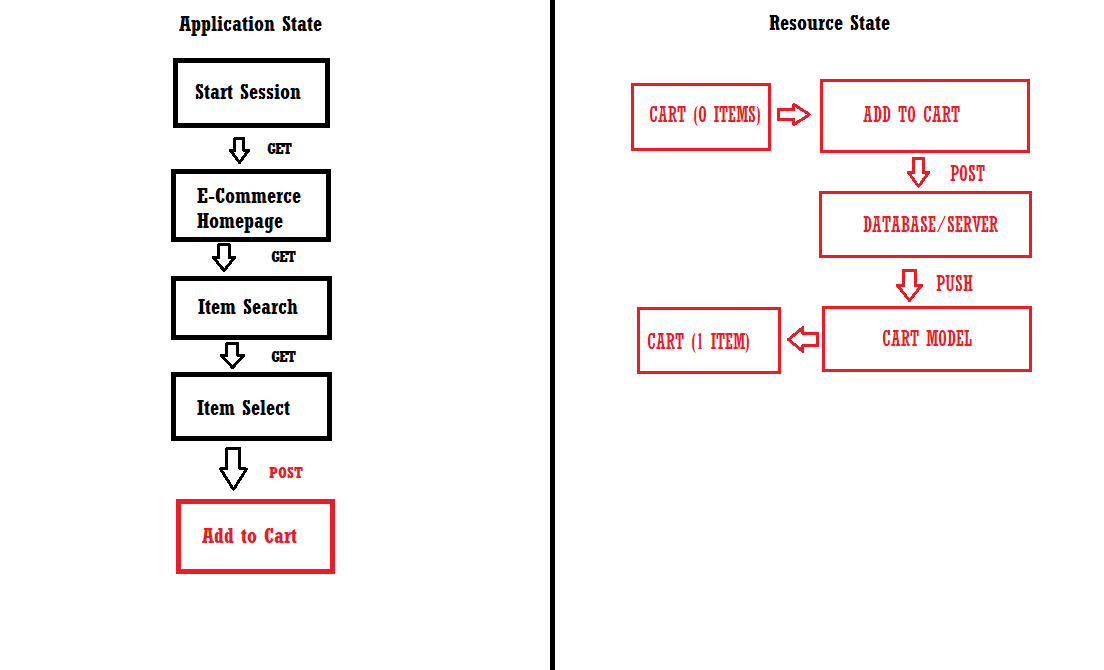 Application State
Start Session
GET
E-Commerce
Homepage
GET
Item Search
GET
Item Select
POST
Add to Cart
Resource State
CART (0 ITEMS)
ADD TO CART
POST
DATABASE/SERVER
PUSH
CART MODEL
CART (1 ITEM)